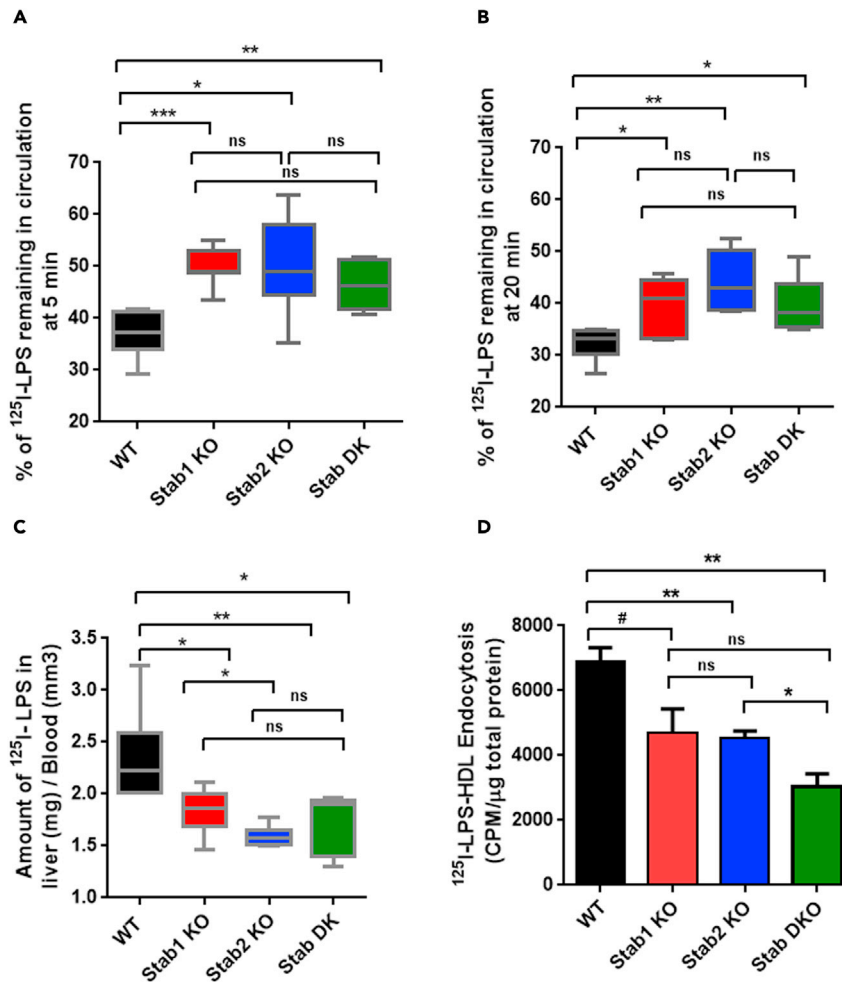 A
**
*
***
ns
ns
ns
% of ¹²⁵I-LPS remaining in circulation
at 5 min
70
60
50
40
30
20
WT
Stab1 KO
Stab2 KO
Stab DK
B
*
**
*
ns
ns
ns
% of ¹²⁵I-LPS remaining in circulation
at 20 min
70
60
50
40
30
20
WT
Stab1 KO
Stab2 KO
Stab DK
C
*
**
*
*
ns
ns
Amount of ¹²⁵I- LPS in
liver (mg) / Blood (mm3)
3.5
3.0
2.5
2.0
1.5
1.0
WT
Stab1 KO
Stab2 KO
Stab DK
D
**
**
#
ns
ns
*
¹²⁵I-LPS-HDL Endocytosis
(CPM/µg total protein)
8000
6000
4000
2000
0
WT
Stab1 KO
Stab2 KO
Stab DKO